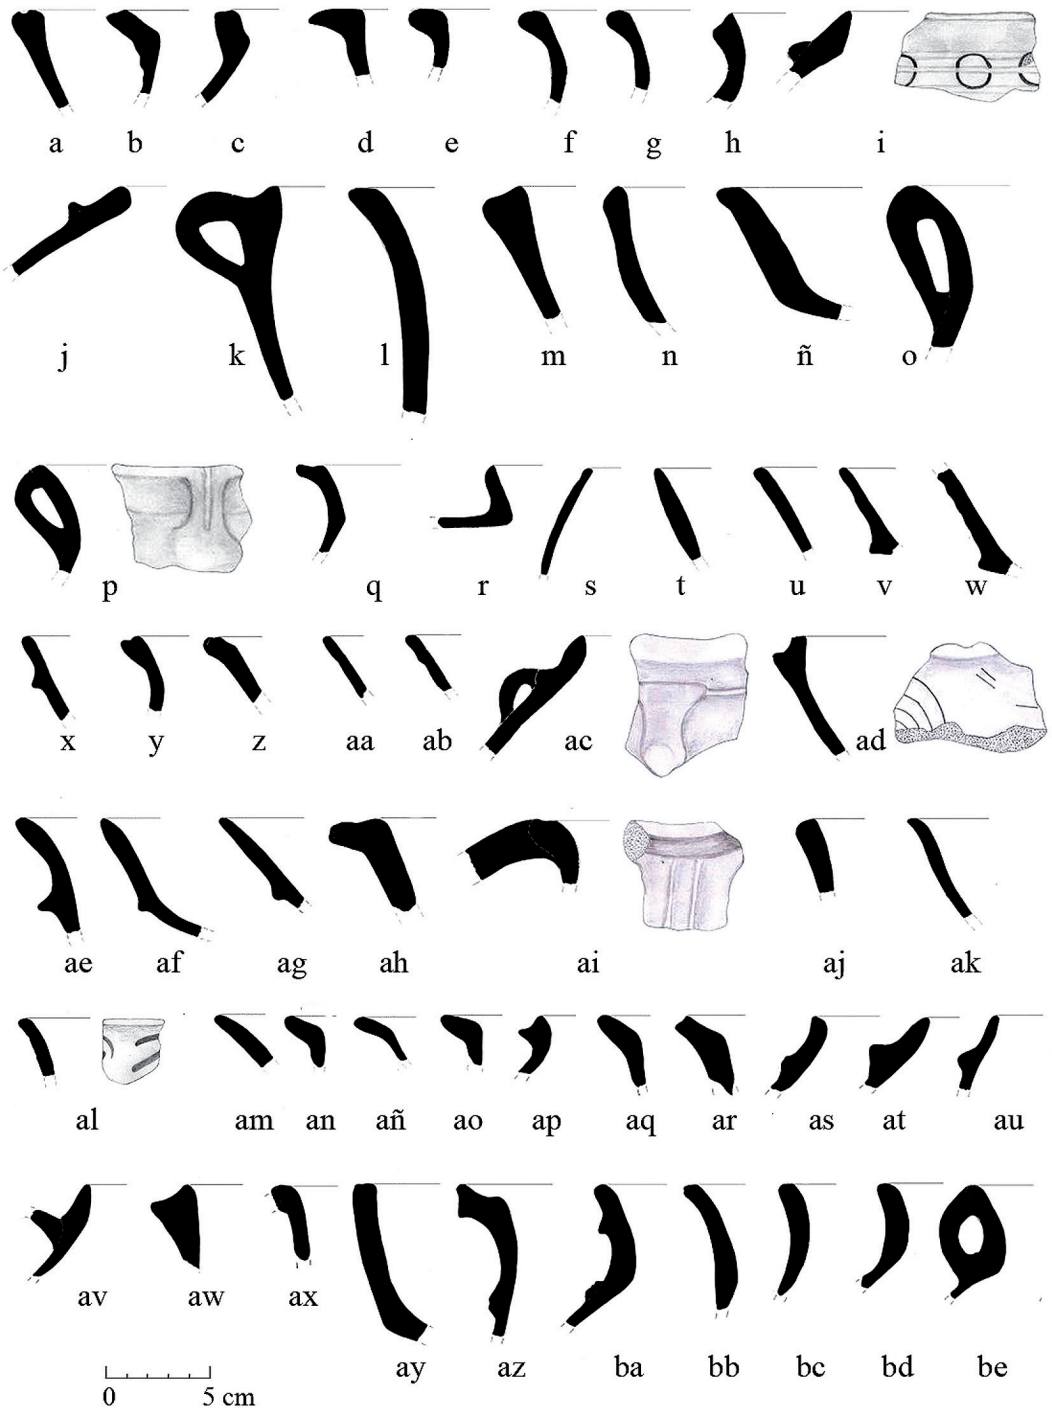 a b c d e f g h i
j k l m n ñ o
p q r s t u v w
x y z aa ab ac ad
ae af ag ah ai aj ak
al am an añ ao ap aq ar as at au
av aw ax
ay az ba bb bc bd be
0 5 cm